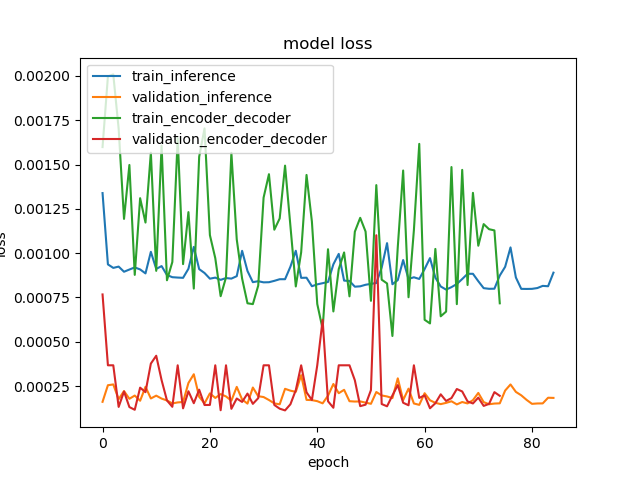 model loss
train_inference
validation_inference
train_encoder_decoder
validation_encoder_decoder
0.00200
0.00175
0.00150
0.00125
0.00100
0.00075
0.00050
0.00025
loss
0 20 40 60 80
epoch